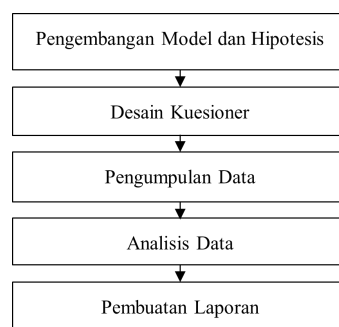 Pengembangan Model dan Hipotesis
Desain Kuesioner
Pengumpulan Data
Analisis Data
Pembuatan Laporan